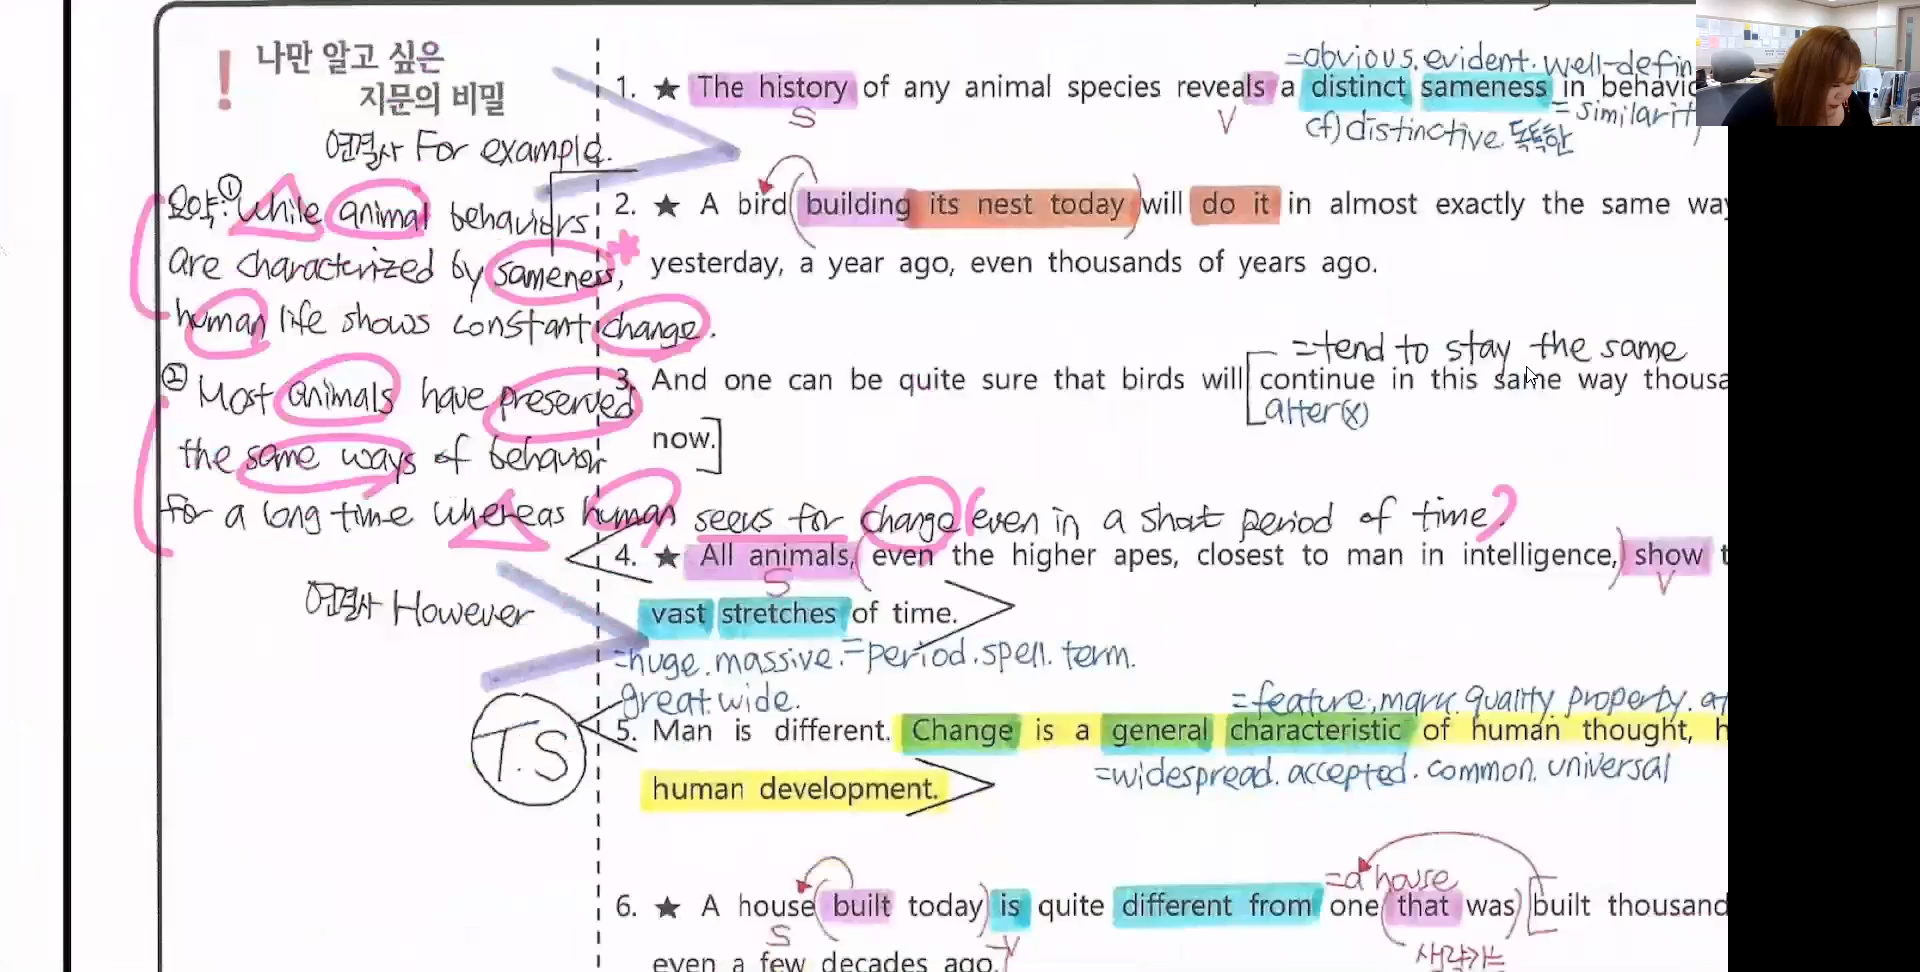 나만 알고 싶은
지문의 비밀
연결사 For example.
요약: ① While animal behaviors
are characterized by sameness,
human life shows constant change.
② Most animals have preserved
the same ways of behavior
for a long time whereas human seeks for change (even in a short period of time).
연결사 However
T.S
=obvious. evident. well-defin
1. ★ The history of any animal species reveals a distinct sameness in behavio
S
V
cf) distinctive 독특한
= similarit
2. ★ A bird (building its nest today) will do it in almost exactly the same way
yesterday, a year ago, even thousands of years ago.
=tend to stay the same
3. And one can be quite sure that birds will [continue in this same way thousa
alter(x)
now.]
4. ★ All animals, (even the higher apes, closest to man in intelligence,) show t
S
V
vast stretches of time.
=huge. massive. =period. spell. term.
great. wide.
=feature, mark. quality property. at
5. Man is different. Change is a general characteristic of human thought, h
=widespread. accepted. common. universal
human development.
=a house
6. ★ A house (built today) is quite different from one (that was) [built thousand
S
V
생략가능
even a few decades ago.